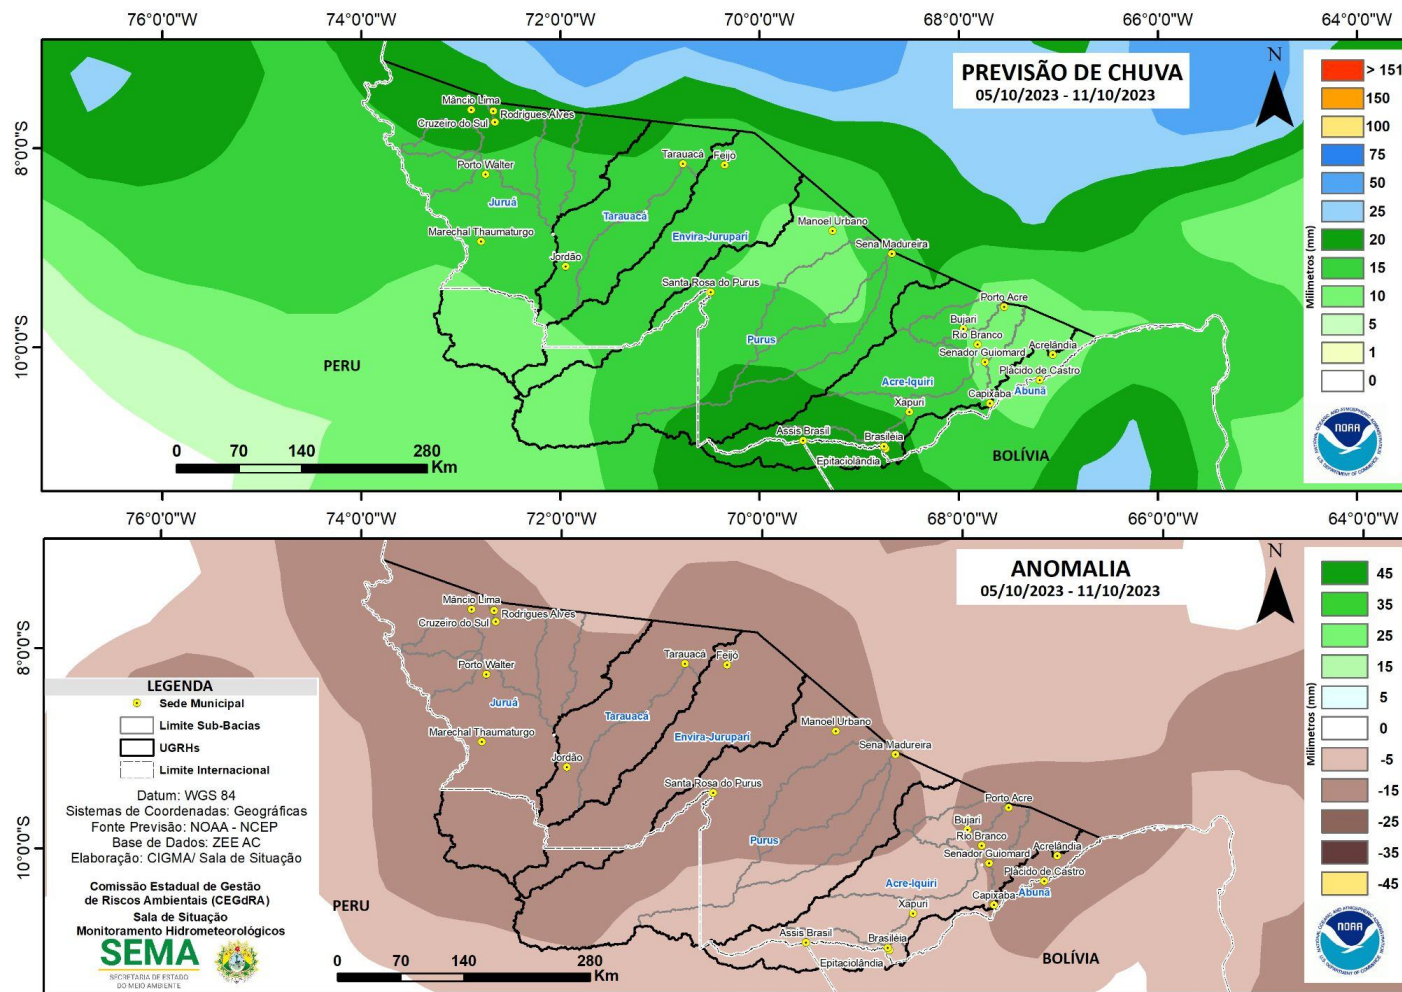 76°0'0"W 74°0'0"W 72°0'0"W 70°0'0"W 68°0'0"W 66°0'0"W 64°0'0"W
8°0'0"S
10°0'0"S
PREVISÃO DE CHUVA
05/10/2023 - 11/10/2023
N
Milímetros (mm)
> 151
150
100
75
50
25
20
15
10
5
1
0
Mâncio Lima
Rodrigues Alves
Cruzeiro do Sul
Porto Walter
Tarauacá
Feijó
Juruá
Tarauacá
Marechal Thaumaturgo
Envira-Jurupari
Manoel Urbano
Sena Madureira
Jordão
Santa Rosa do Purus
Porto Acre
Bujari
Rio Branco
Acrelândia
Senador Guiomard
Purus
Plácido de Castro
Acre-Iquiri
Abunã
Capixaba
Xapuri
Assis Brasil
Brasiléia
Epitaciolândia
PERU
BOLÍVIA
0 70 140 280
Km
NOAA
76°0'0"W 74°0'0"W 72°0'0"W 70°0'0"W 68°0'0"W 66°0'0"W 64°0'0"W
8°0'0"S
10°0'0"S
ANOMALIA
05/10/2023 - 11/10/2023
N
Milímetros (mm)
45
35
25
15
5
0
-5
-15
-25
-35
-45
Mâncio Lima
Rodrigues Alves
Cruzeiro do Sul
Porto Walter
Tarauacá
Feijó
Juruá
Tarauacá
Marechal Thaumaturgo
Envira-Jurupari
Manoel Urbano
Sena Madureira
Jordão
Santa Rosa do Purus
Porto Acre
Bujari
Rio Branco
Acrelândia
Senador Guiomard
Purus
Plácido de Castro
Acre-Iquiri
Abunã
Capixaba
Xapuri
Assis Brasil
Brasiléia
Epitaciolândia
PERU
BOLÍVIA
0 70 140 280
Km
NOAA
LEGENDA
Sede Municipal
Limite Sub-Bacias
UGRHs
Limite Internacional
Datum: WGS 84
Sistemas de Coordenadas: Geográficas
Fonte Previsão: NOAA - NCEP
Base de Dados: ZEE AC
Elaboração: CIGMA/ Sala de Situação
Comissão Estadual de Gestão
de Riscos Ambientais (CEGdRA)
Sala de Situação
Monitoramento Hidrometeorológicos
SEMA
SECRETARIA DE ESTADO
DO MEIO AMBIENTE